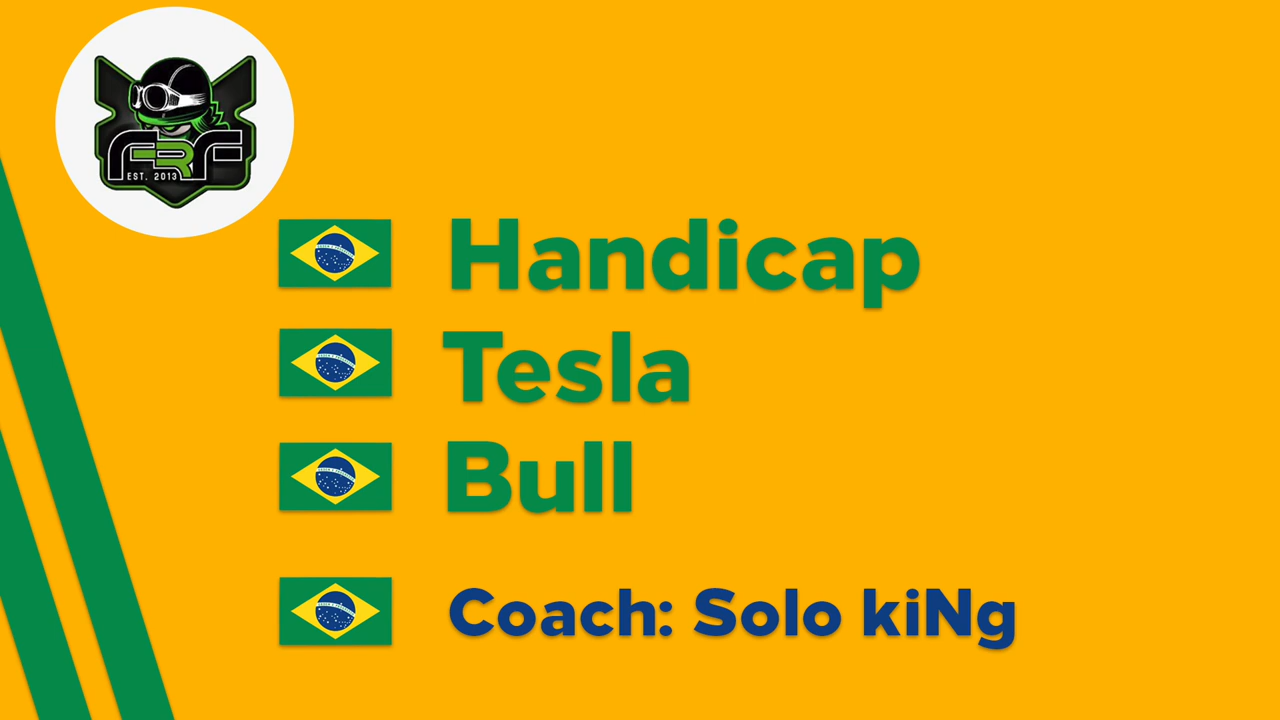 FRF
EST. 2013
Handicap
Tesla
Bull
Coach: Solo kiNg